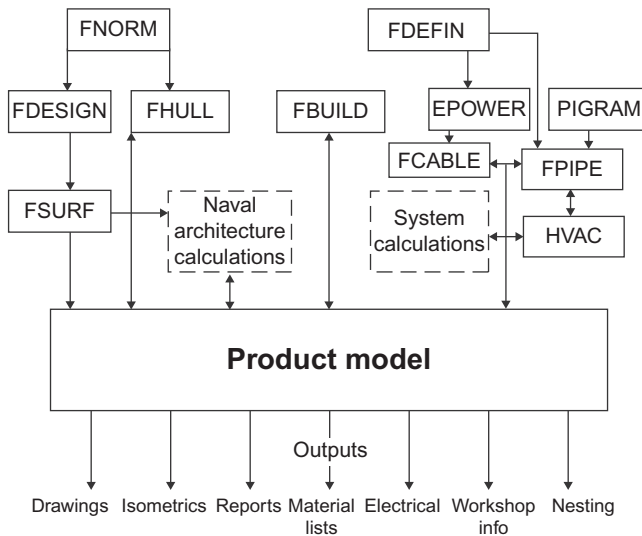 FNORM
FDEFIN
FDESIGN
FHULL
FBUILD
EPOWER
PIGRAM
FCABLE
FPIPE
FSURF
Naval
architecture
calculations
System
calculations
HVAC
Product model
Outputs
Drawings
Isometrics
Reports
Material
lists
Electrical
Workshop
info
Nesting